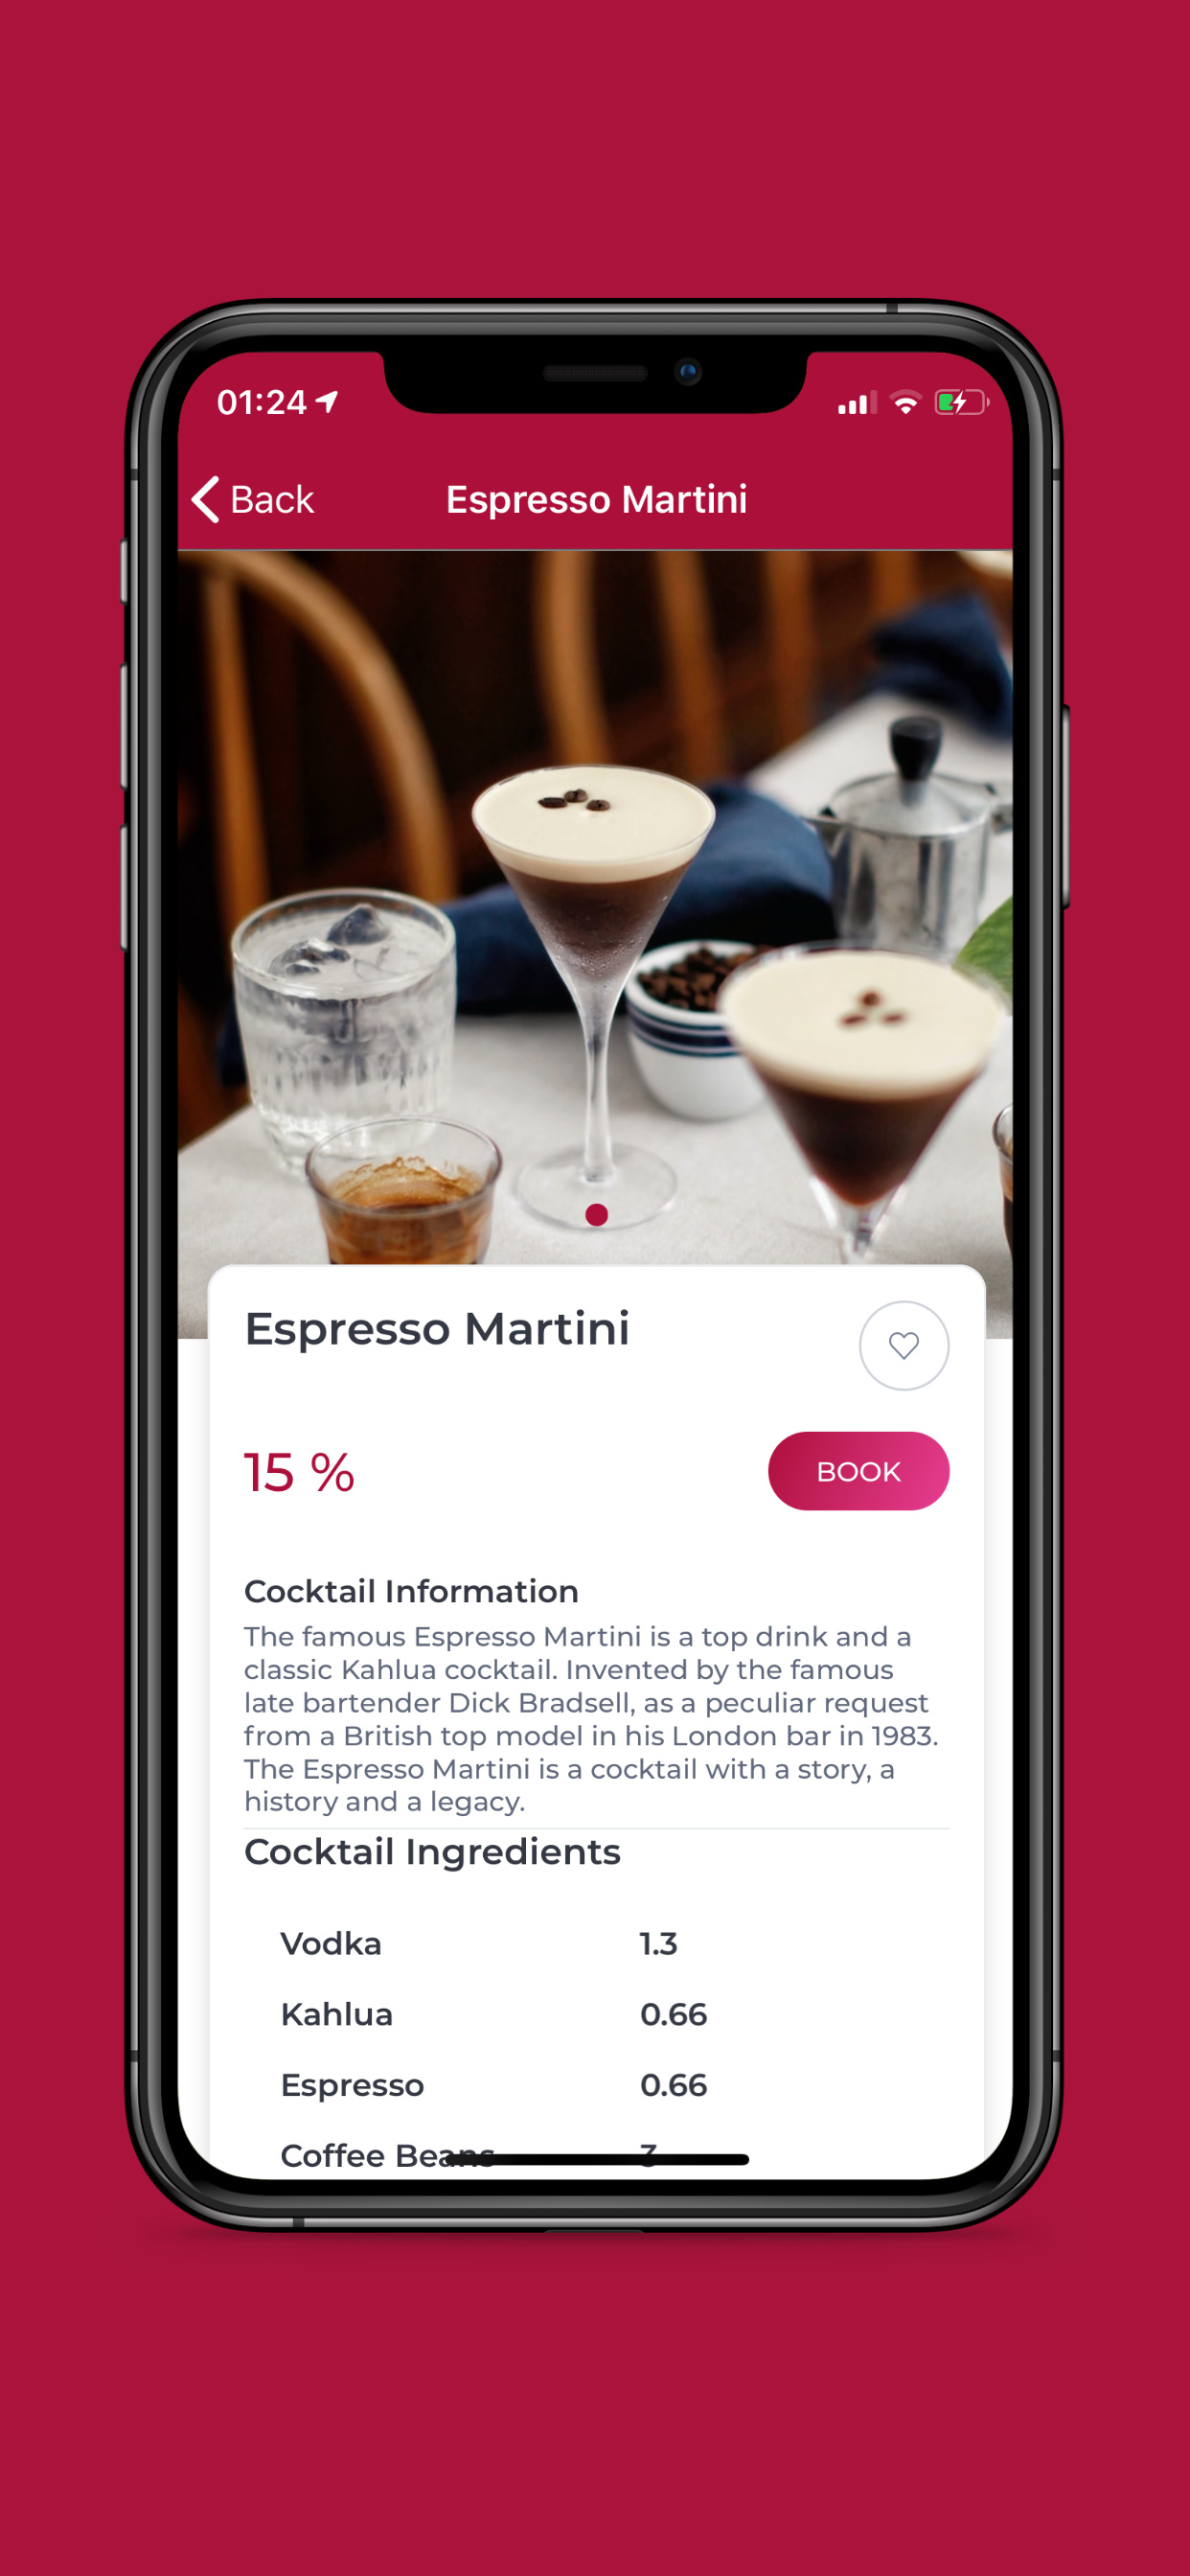 01:24
Back
Espresso Martini
Espresso Martini
15 %
BOOK
Cocktail Information
The famous Espresso Martini is a top drink and a
classic Kahlua cocktail. Invented by the famous
late bartender Dick Bradsell, as a peculiar request
from a British top model in his London bar in 1983.
The Espresso Martini is a cocktail with a story, a
history and a legacy.
Cocktail Ingredients
Vodka 1.3
Kahlua 0.66
Espresso 0.66
Coffee Beans 3